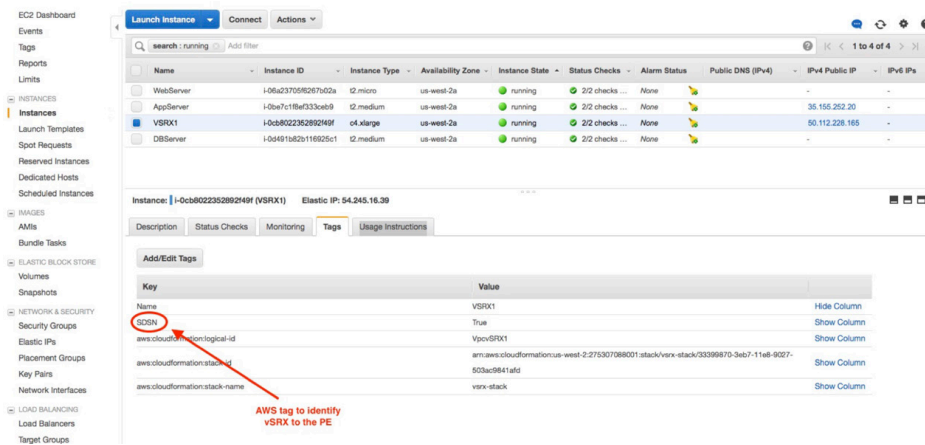 EC2 Dashboard
Events
Tags
Reports
Limits
INSTANCES
Instances
Launch Templates
Spot Requests
Reserved Instances
Dedicated Hosts
Scheduled Instances
IMAGES
AMIs
Bundle Tasks
ELASTIC BLOCK STORE
Volumes
Snapshots
NETWORK & SECURITY
Security Groups
Elastic IPs
Placement Groups
Key Pairs
Network Interfaces
LOAD BALANCING
Load Balancers
Target Groups
Launch Instance Connect Actions
search : running Add filter 1 to 4 of 4
Name Instance ID Instance Type Availability Zone Instance State Status Checks Alarm Status Public DNS (IPv4) IPv4 Public IP IPv6 IPs
WebServer i-06a23705f8267b02a t2.micro us-west-2a running 2/2 checks ... None - -
AppServer i-0be7c1f8ef333ceb9 t2.medium us-west-2a running 2/2 checks ... None 35.155.252.20 -
VSRX1 i-0cb8022352892f49f c4.xlarge us-west-2a running 2/2 checks ... None 50.112.228.165 -
DBServer i-0d491b82b116925c1 t2.medium us-west-2a running 2/2 checks ... None - -
Instance: i-0cb8022352892f49f (VSRX1) Elastic IP: 54.245.16.39
Description Status Checks Monitoring Tags Usage Instructions
Add/Edit Tags
Key Value
Name VSRX1 Hide Column
SDSN True Show Column
aws:cloudformation:logical-id VpcvSRX1 Show Column
aws:cloudformation:stack-id arn:aws:cloudformation:us-west-2:275307088001:stack/vsrx-stack/33399870-3eb7-11e8-9027-
503ac9841afd Show Column
aws:cloudformation:stack-name vsrx-stack Show Column
AWS tag to identify
vSRX to the PE